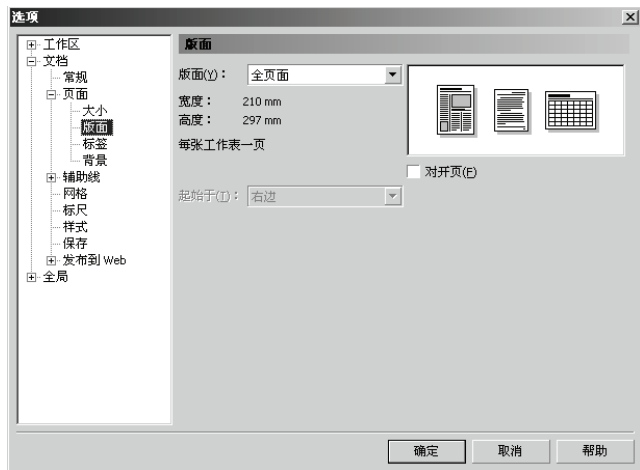 选项
工作区
文档
常规
页面
大小
版面
标签
背景
辅助线
网格
标尺
样式
保存
发布到 Web
全局
版面
版面(Y)： 全页面
宽度： 210 mm
高度： 297 mm
每张工作表一页
对开页(F)
起始于(T)： 右边
确定 取消 帮助